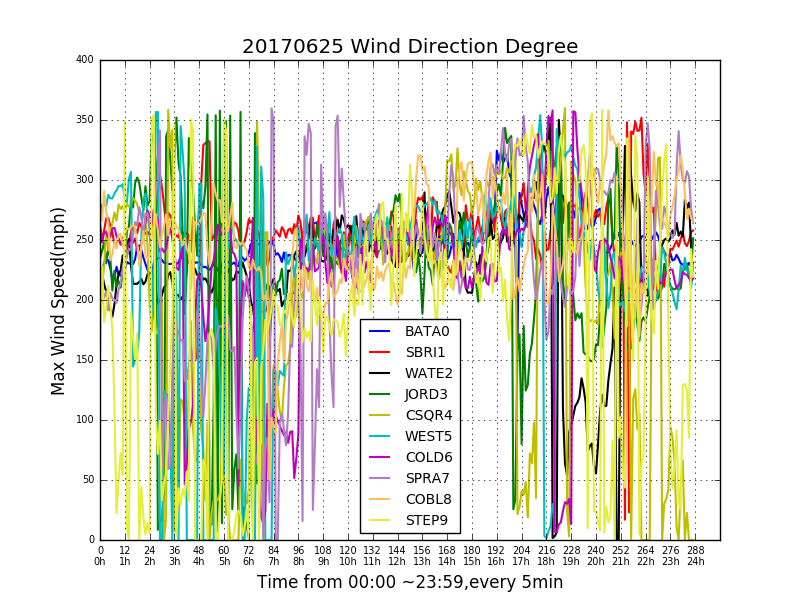 20170625 Wind Direction Degree
Max Wind Speed(mph)
400
350
300
250
200
150
100
50
0
BATA0
SBRI1
WATE2
JORD3
CSQR4
WEST5
COLD6
SPRA7
COBL8
STEP9
0 12 24 36 48 60 72 84 96 108 120 132 144 156 168 180 192 204 216 228 240 252 264 276 288
0h 1h 2h 3h 4h 5h 6h 7h 8h 9h 10h 11h 12h 13h 14h 15h 16h 17h 18h 19h 20h 21h 22h 23h 24h
Time from 00:00 ~23:59,every 5min